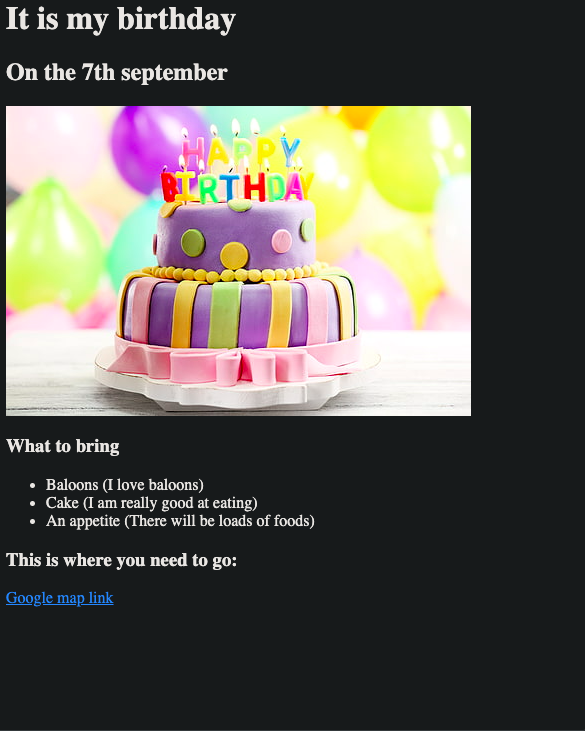 It is my birthday
On the 7th september
HAPPY
BIRTHDAY
What to bring
Baloons (I love baloons)
Cake (I am really good at eating)
An appetite (There will be loads of foods)
This is where you need to go:
Google map link